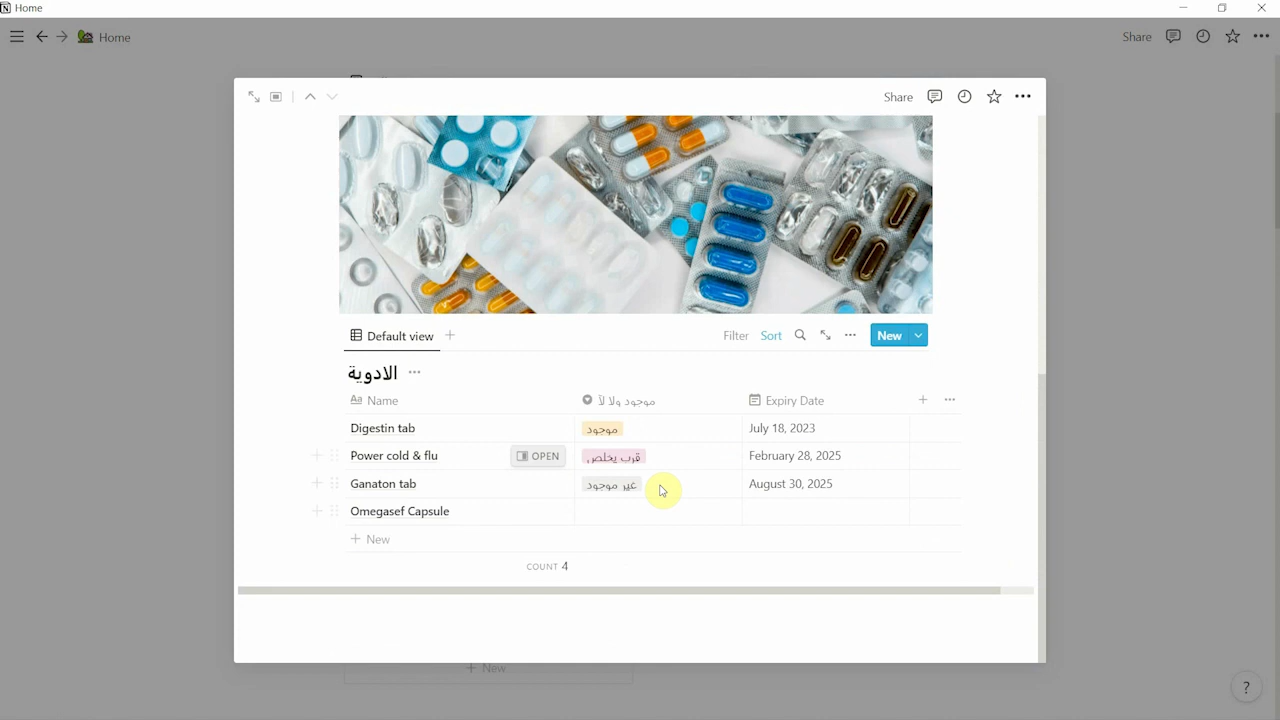 Home
Home
Share
Share
Default view
Filter
Sort
New
الادوية
Aa Name
موجود ولا لآ
Expiry Date
Digestin tab
موجود
July 18, 2023
Power cold & flu
OPEN
قرب يخلص
February 28, 2025
Ganaton tab
غير موجود
August 30, 2025
Omegasef Capsule
+ New
COUNT 4
+ New
?